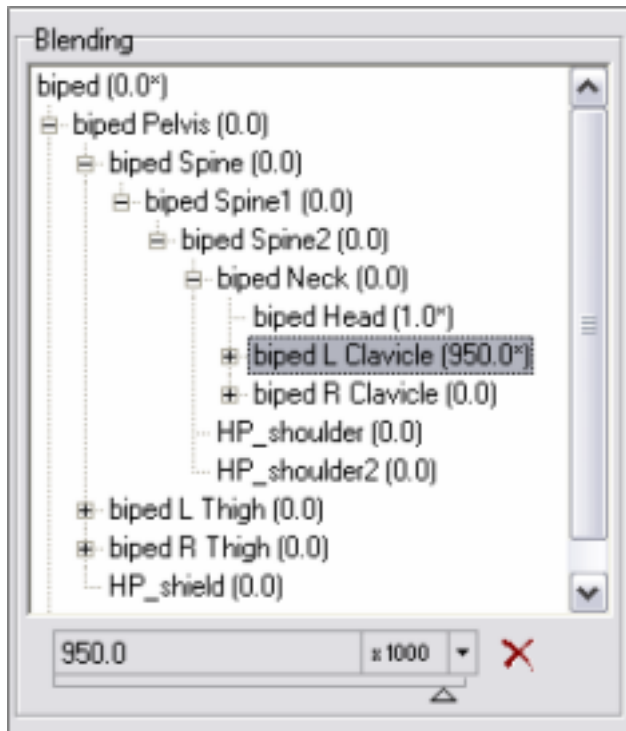 Blending
biped (0.0*)
biped Pelvis (0.0)
biped Spine (0.0)
biped Spine1 (0.0)
biped Spine2 (0.0)
biped Neck (0.0)
biped Head (1.0*)
biped L Clavicle (950.0*)
biped R Clavicle (0.0)
HP_shoulder (0.0)
HP_shoulder2 (0.0)
biped L Thigh (0.0)
biped R Thigh (0.0)
HP_shield (0.0)
950.0 x 1000